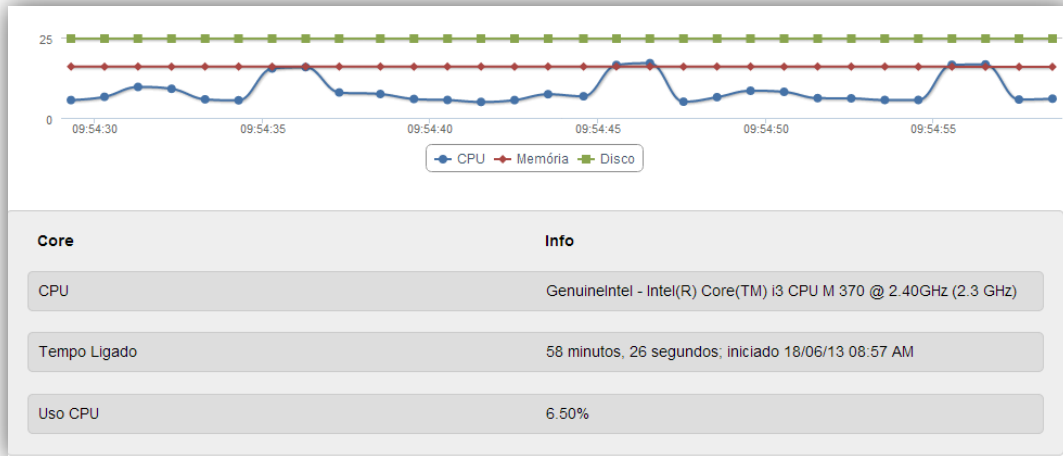 25
0
09:54:30 09:54:35 09:54:40 09:54:45 09:54:50 09:54:55
CPU Memória Disco
Core Info
CPU GenuineIntel - Intel(R) Core(TM) i3 CPU M 370 @ 2.40GHz (2.3 GHz)
Tempo Ligado 58 minutos, 26 segundos; iniciado 18/06/13 08:57 AM
Uso CPU 6.50%